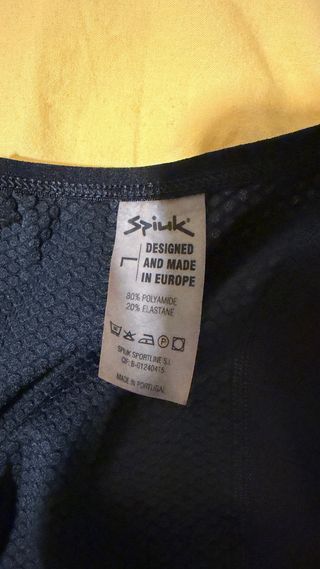 Spiuk
L
DESIGNED
AND MADE
IN EUROPE
80% POLYAMIDE
20% ELASTANE
SPIUK SPORTLINE S.L
CIF: B-01240415
MADE IN PORTUGAL